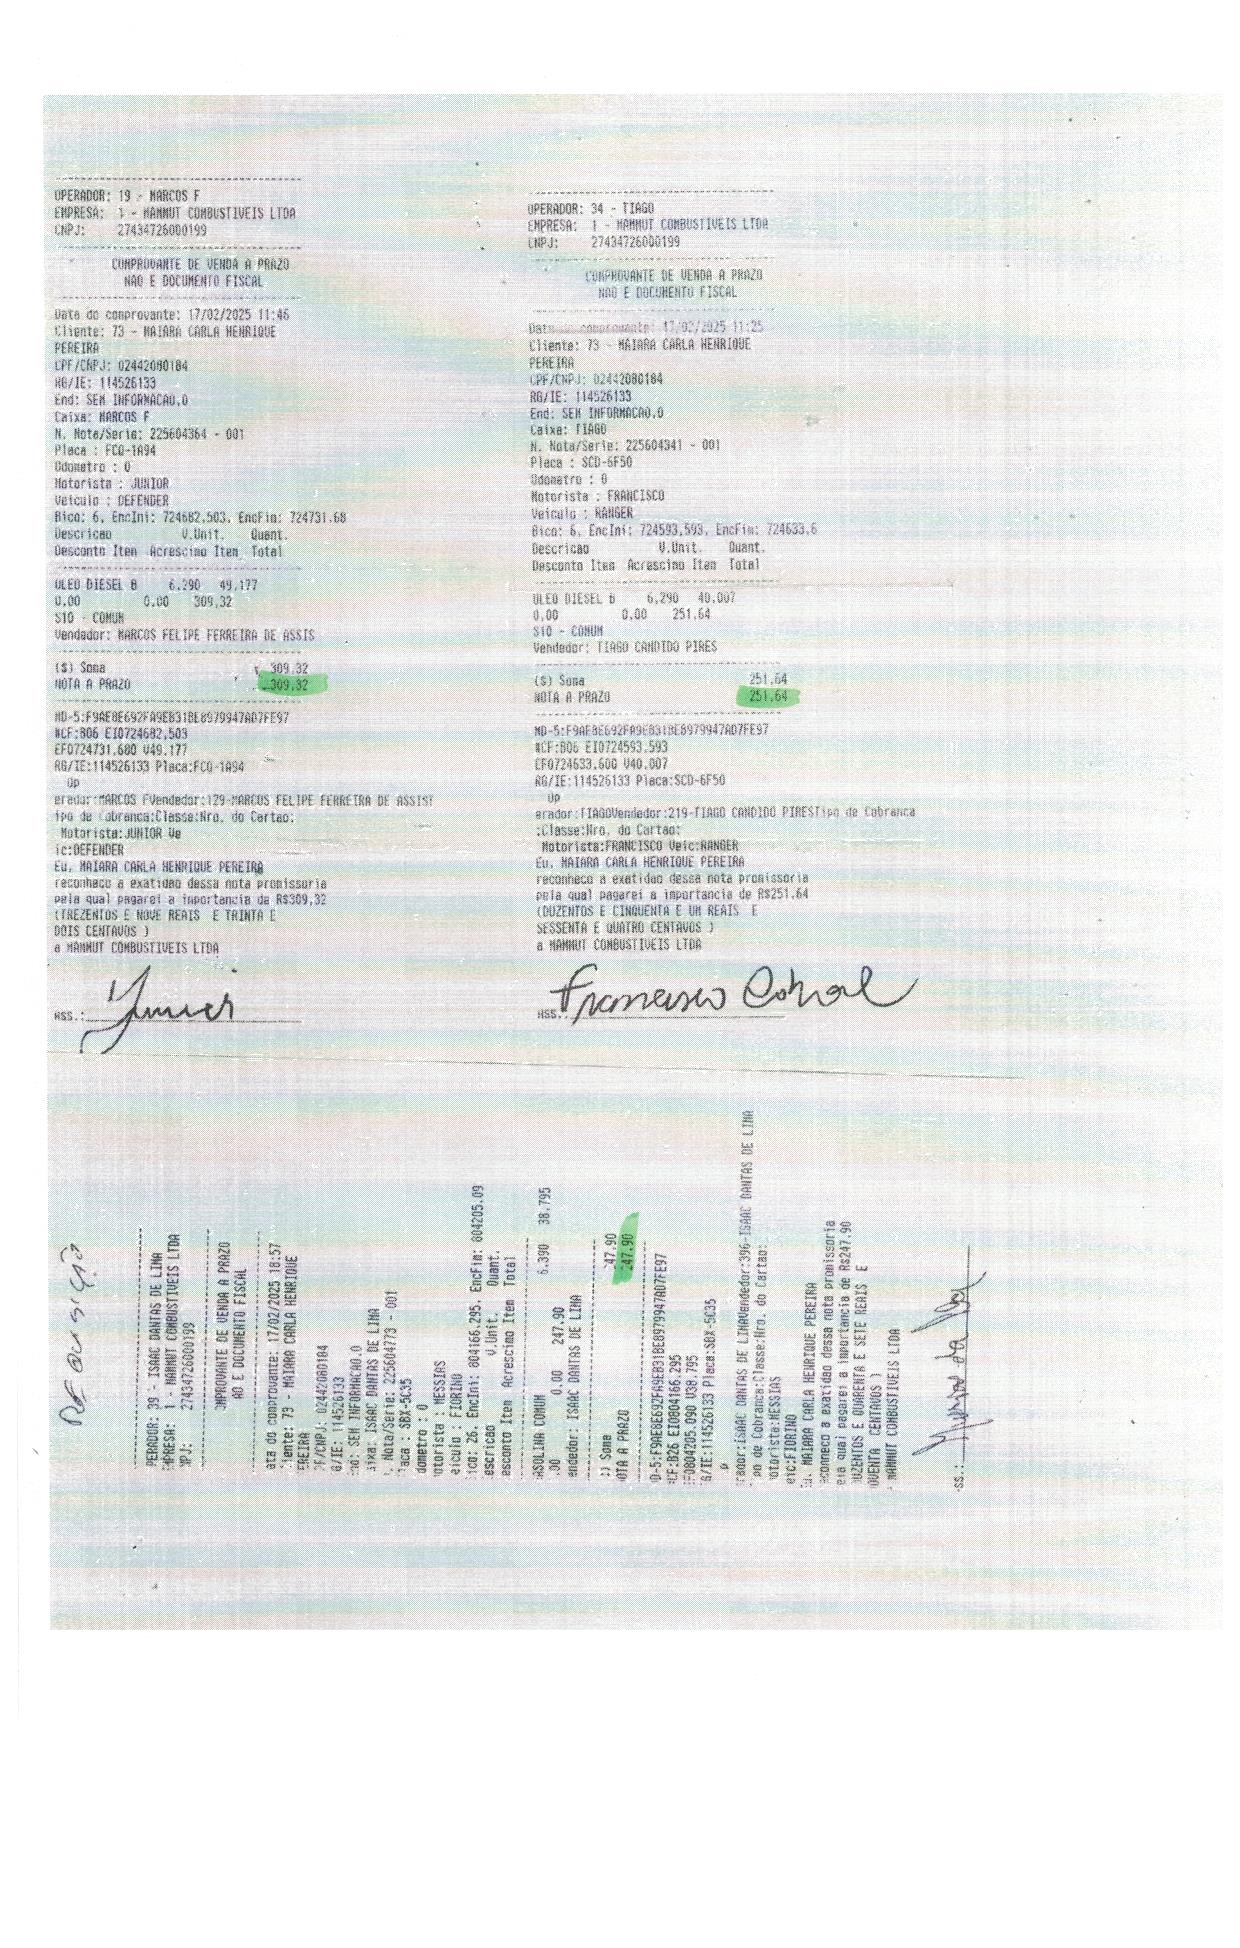 OPERADOR: 19 - MARCOS F
EMPRESA: 1 - MAMMUT COMBUSTIVEIS LTDA
CNPJ: 27434726000199
COMPROVANTE DE VENDA A PRAZO
NAO E DOCUMENTO FISCAL
Data do comprovante: 17/02/2025 11:46
Cliente: 73 - MAIARA CARLA HENRIQUE
PEREIRA
CPF/CNPJ: 02442080184
RG/IE: 114526133
End: SEM INFORMACAO,0
Caixa: MARCOS F
N. Nota/Serie: 225604364 - 001
Placa : FCQ-1A94
Odometro : 0
Motorista : JUNIOR
Veiculo : DEFENDER
Bico: 6, EncIni: 724682,503, EncFin: 724731.68
Descricao V.Unit. Quant.
Desconto Item Acrescimo Item Total
OLEO DIESEL B 6,290 49,177
0,00 0,00 309,32
S10 - COMUM
Vendedor: MARCOS FELIPE FERREIRA DE ASSIS
($) Soma 309,32
NOTA A PRAZO 309,32
MD-5:F9AE8E692FA9EB31BE8979947AD7FE97
#CF:B06 EI0724682,503
EF0724731,680 V49.177
RG/IE:114526133 Placa:FCQ-1A94
Op
erador:MARCOS FVendedor:129-MARCOS FELIPE FERREIRA DE ASSIST
ipo de Cobranca:Classe:Nro. do Cartao:
Motorista:JUNIOR Ve
ic:DEFENDER
Eu, MAIARA CARLA HENRIQUE PEREIRA
reconheco a exatidao dessa nota promissoria
pela qual pagarei a importancia de R$309,32
(TREZENTOS E NOVE REAIS E TRINTA E
DOIS CENTAVOS )
a MAMMUT COMBUSTIVEIS LTDA
ASS.: Junior
OPERADOR: 34 - TIAGO
EMPRESA: 1 - MAMMUT COMBUSTIVEIS LTDA
CNPJ: 27434726000199
COMPROVANTE DE VENDA A PRAZO
NAO E DOCUMENTO FISCAL
Data do comprovante: 17/02/2025 11:25
Cliente: 73 - MAIARA CARLA HENRIQUE
PEREIRA
CPF/CNPJ: 02442080184
RG/IE: 114526133
End: SEM INFORMACAO,0
Caixa: TIAGO
N. Nota/Serie: 225604341 - 001
Placa : SCD-6F50
Odometro : 0
Motorista : FRANCISCO
Veiculo : RANGER
Bico: 6, EncIni: 724593,593, EncFin: 724633,6
Descricao V.Unit. Quant.
Desconto Item Acrescimo Item Total
OLEO DIESEL B 6,290 40,007
0,00 0,00 251,64
S10 - COMUM
Vendedor: TIAGO CANDIDO PIRES
($) Soma 251,64
NOTA A PRAZO 251,64
MD-5:F9AE8E692FA9EB31BE8979947AD7FE97
#CF:B06 EI0724593.593
EF0724633,600 V40.007
RG/IE:114526133 Placa:SCD-6F50
Op
erador:TIAGOVendedor:219-TIAGO CANDIDO PIRESTipo de Cobranca
:Classe:Nro. do Cartao:
Motorista:FRANCISCO Veic:RANGER
Eu, MAIARA CARLA HENRIQUE PEREIRA
reconheco a exatidao dessa nota promissoria
pela qual pagarei a importancia de R$251,64
(DUZENTOS E CINQUENTA E UM REAIS E
SESSENTA E QUATRO CENTAVOS )
a MAMMUT COMBUSTIVEIS LTDA
ASS.: Francisco Cabral
PERADOR: 39 - ISAAC DANTAS DE LIMA
MPRESA: 1 - MAMMUT COMBUSTIVEIS LTDA
NPJ: 27434726000199
OMPROVANTE DE VENDA A PRAZO
AO E DOCUMENTO FISCAL
ata do comprovante: 17/02/2025 18:57
liente: 73 - MAIARA CARLA HENRIQUE
EREIRA
PF/CNPJ: 02442080184
G/IE: 114526133
nd: SEM INFORMACAO,0
aixa: ISAAC DANTAS DE LIMA
. Nota/Serie: 225604773 - 001
laca : SBX-5C35
dometro : 0
otorista : MESSIAS
eiculo : FIORINO
ico: 26, EncIni: 804166,295, EncFin: 804205,09
escricao V.Unit. Quant.
esconto Item Acrescimo Item Total
ASOLINA COMUM 6,390 38,795
,00 0,00 247,90
endedor: ISAAC DANTAS DE LIMA
$) Soma 247,90
OTA A PRAZO 247,90
D-5:F9AE8E692FA9EB31BE8979947AD7FE97
#CF:B26 EI0804166.295
EF0804205,090 V38,795
G/IE:114526133 Placa:SBX-5C35
p
erador:ISAAC DANTAS DE LIMAVendedor:396-ISAAC DANTAS DE LIMA
po de Cobranca:Classe:Nro. do Cartao:
otorista:MESSIAS
eic:FIORINO
u, MAIARA CARLA HENRIQUE PEREIRA
econheco a exatidao dessa nota promissoria
ela qual pagarei a importancia de R$247,90
DUZENTOS E QUARENTA E SETE REAIS E
OVENTA CENTAVOS )
MAMMUT COMBUSTIVEIS LTDA
SS.: